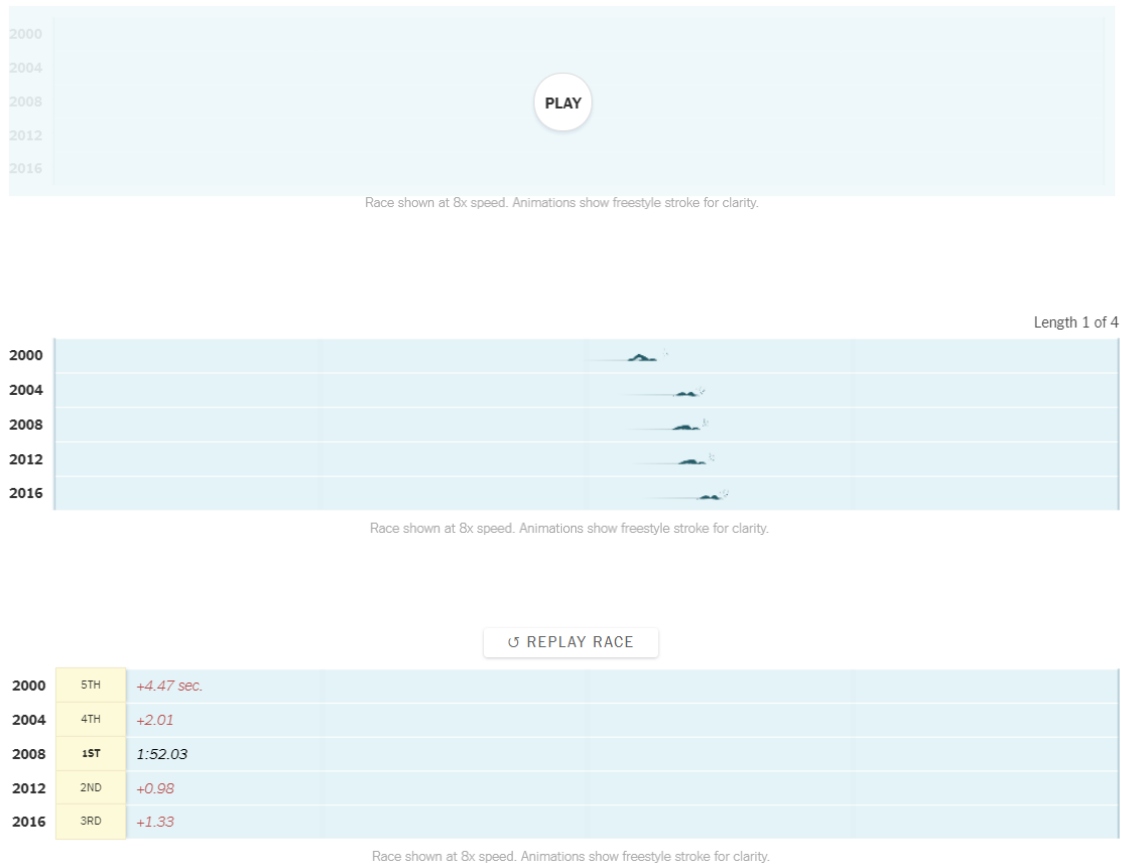 2000
2004
2008
2012
2016
PLAY
Race shown at 8x speed. Animations show freestyle stroke for clarity.
Length 1 of 4
2000
2004
2008
2012
2016
Race shown at 8x speed. Animations show freestyle stroke for clarity.
↺ REPLAY RACE
2000 5TH +4.47 sec.
2004 4TH +2.01
2008 1ST 1:52.03
2012 2ND +0.98
2016 3RD +1.33
Race shown at 8x speed. Animations show freestyle stroke for clarity.